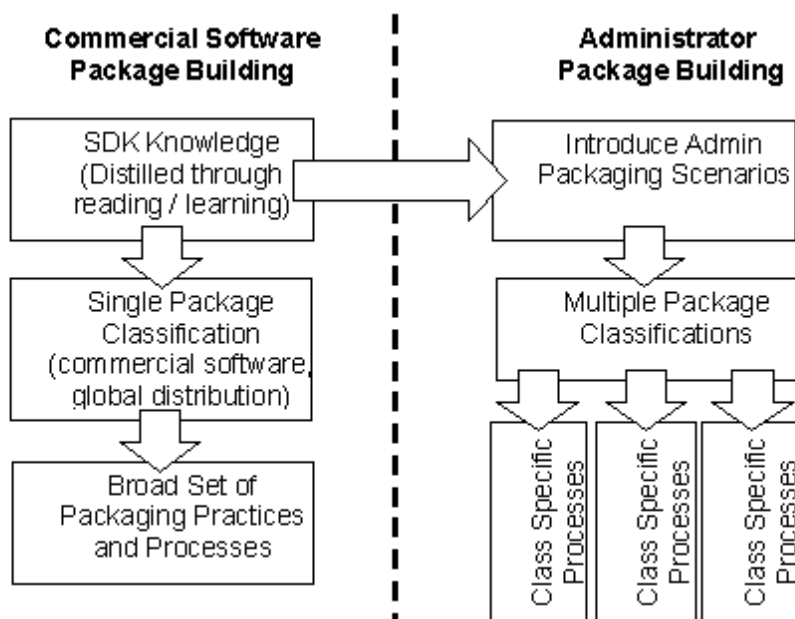 Commercial Software
Package Building
SDK Knowledge
(Distilled through
reading / learning)
Single Package
Classification
(commercial software,
global distribution)
Broad Set of
Packaging Practices
and Processes
Administrator
Package Building
Introduce Admin
Packaging Scenarios
Multiple Package
Classifications
Class Specific
Processes
Class Specific
Processes
Class Specific
Processes